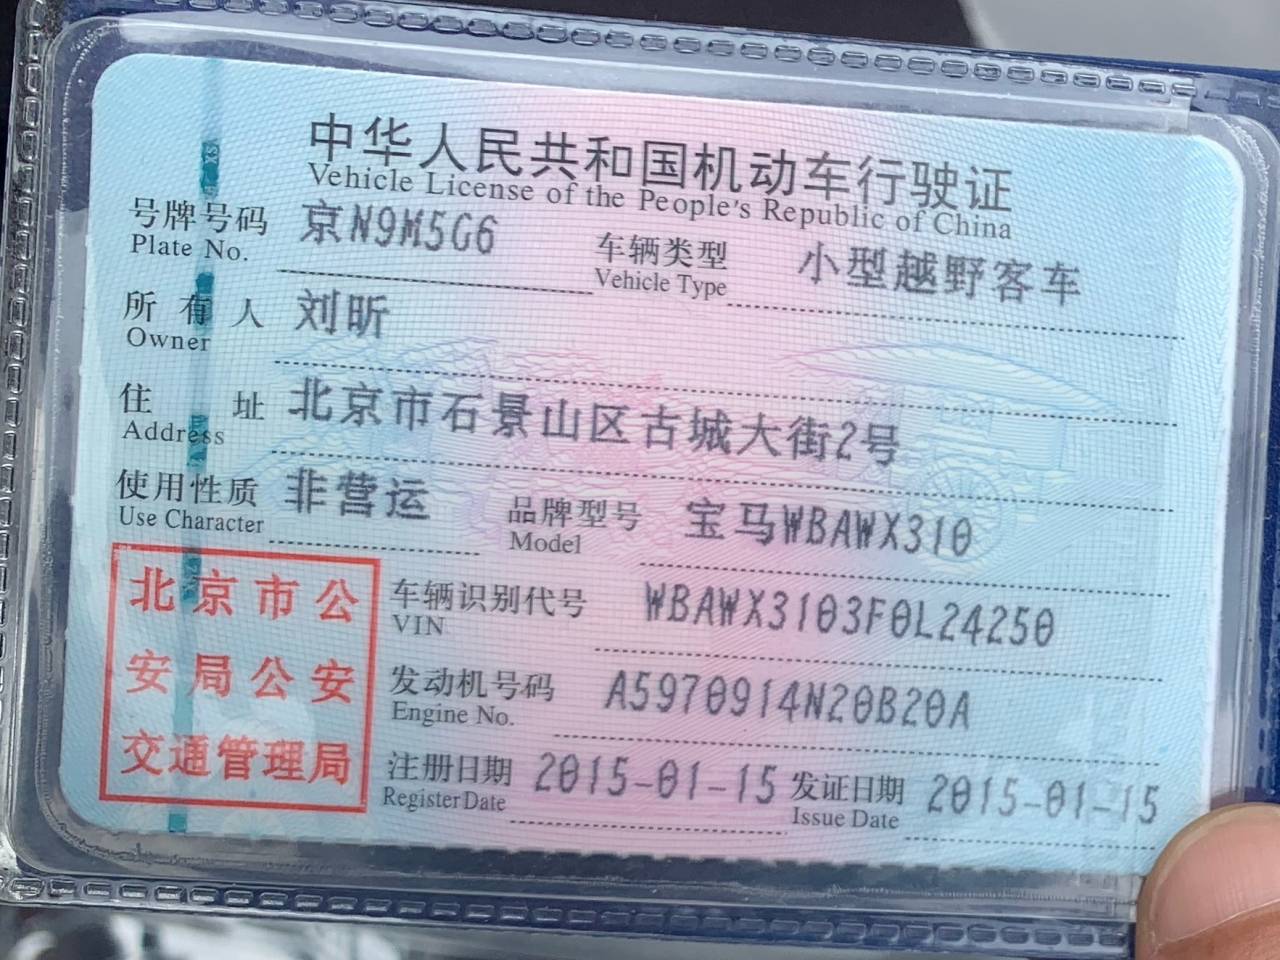 中华人民共和国机动车行驶证
Vehicle License of the People's Republic of China
号牌号码 京N9M5G6 车辆类型 小型越野客车
Plate No. Vehicle Type
所有人 刘昕
Owner
住址 北京市石景山区古城大街2号
Address
使用性质 非营运 品牌型号 宝马WBAWX310
Use Character Model
北京市公
安局公安
交通管理局
车辆识别代号 WBAWX3103F0L24250
VIN
发动机号码 A5970914N20B20A
Engine No.
注册日期 2015-01-15 发证日期 2015-01-15
Register Date Issue Date